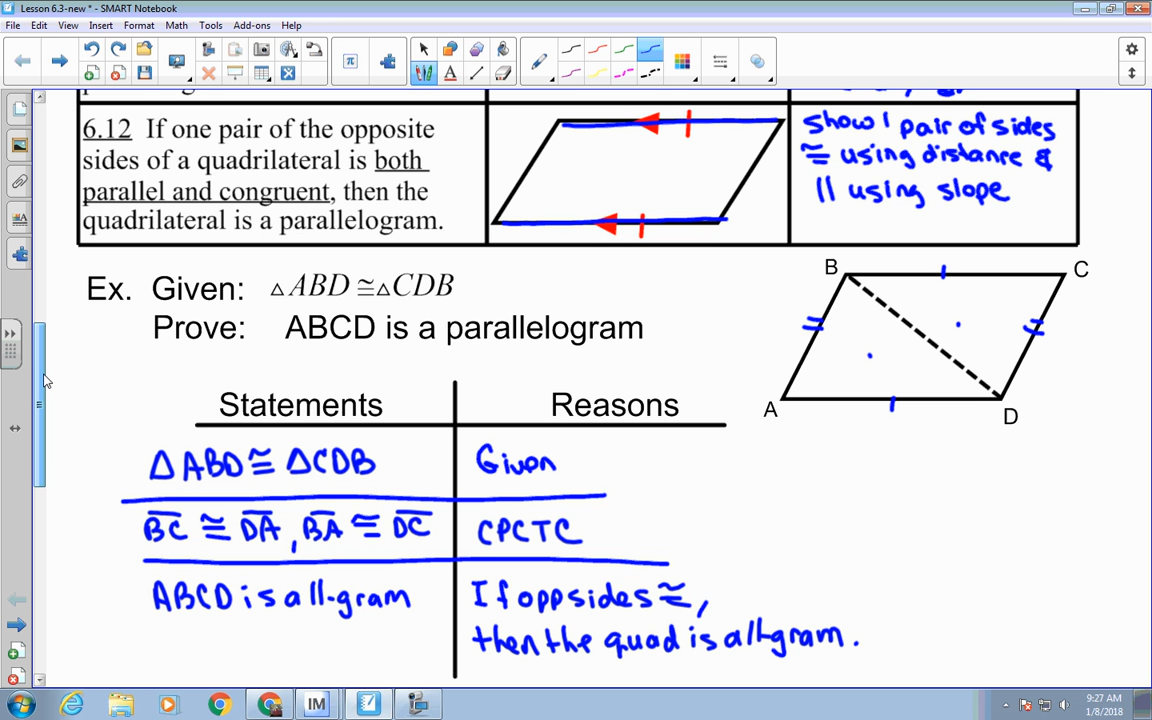 Lesson 6.3-new * - SMART Notebook
File Edit View Insert Format Math Tools Add-ons Help
6.12 If one pair of the opposite
sides of a quadrilateral is both
parallel and congruent, then the
quadrilateral is a parallelogram.
show 1 pair of sides
≅ using distance &
|| using slope
Ex. Given: △ABD ≅ △CDB
Prove: ABCD is a parallelogram
B C
A D
Statements Reasons
△ABD ≅ △CDB Given
BC ≅ DA, BA ≅ DC CPCTC
ABCD is a ||-gram If opp sides ≅,
then the quad is a ||-gram.
IM
9:27 AM
1/8/2018